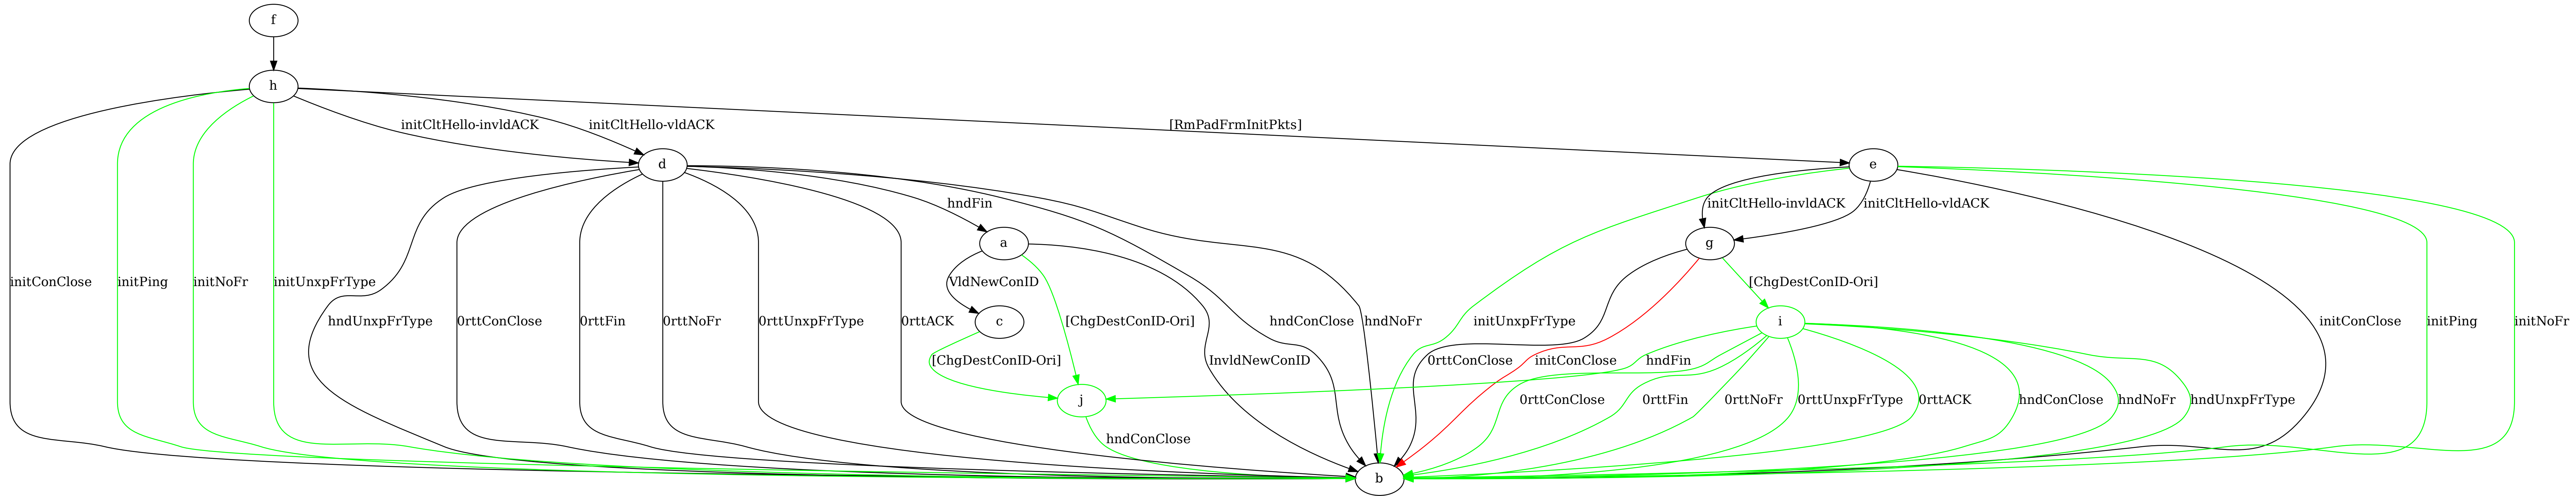 f
h
initCltHello-invldACK
initCltHello-vldACK
[RmPadFrmInitPkts]
d
e
hndFin
initCltHello-invldACK
initCltHello-vldACK
a
g
initConClose
initPing
initNoFr
initUnxpFrType
VldNewConID
[ChgDestConID-Ori]
hndUnxpFrType
0rttConClose
0rttFin
0rttNoFr
0rttUnxpFrType
0rttACK
c
[ChgDestConID-Ori]
hndConClose
hndNoFr
initUnxpFrType
i
initConClose
initPing
initNoFr
[ChgDestConID-Ori]
InvldNewConID
0rttConClose
initConClose
hndFin
j
0rttConClose
0rttFin
0rttNoFr
0rttUnxpFrType
0rttACK
hndConClose
hndNoFr
hndUnxpFrType
hndConClose
b